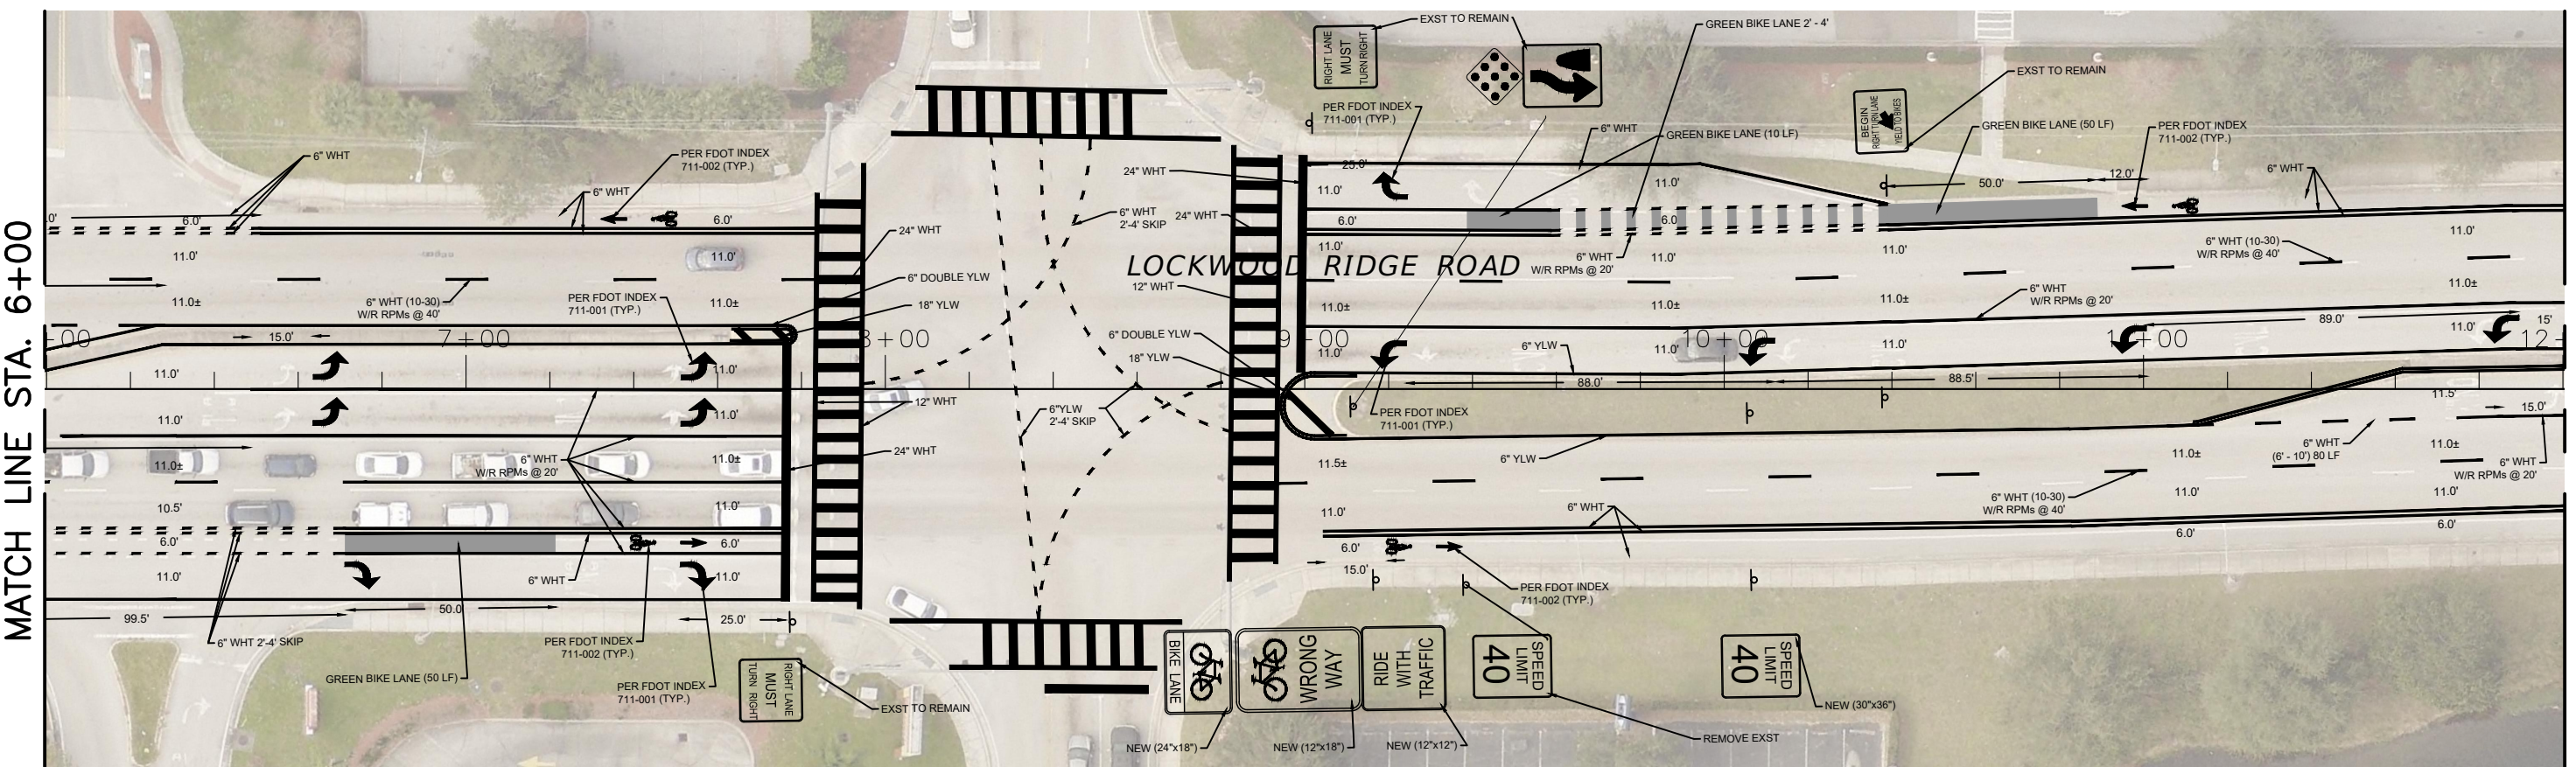 MATCH LINE STA. 6+00
EXST TO REMAIN
GREEN BIKE LANE 2' - 4'
RIGHT LANE
MUST
TURN RIGHT
EXST TO REMAIN
PER FDOT INDEX
711-001 (TYP.)
BEGIN
RIGHT TURN LANE
YIELD TO BIKES
6" WHT
GREEN BIKE LANE (10 LF)
GREEN BIKE LANE (50 LF)
PER FDOT INDEX
711-002 (TYP.)
6" WHT
PER FDOT INDEX
711-002 (TYP.)
25.0'
24" WHT
12.0'
6" WHT
50.0'
11.0'
11.0'
6" WHT
6.0'
6.0'
6" WHT
2'-4' SKIP
24" WHT
6.0'
6.0
24" WHT
11.0'
11.0'
11.0'
11.0'
11.0'
11.0'
6" WHT (10-30)
W/R RPMs @ 40'
LOCKWOOD RIDGE ROAD
6" WHT
W/R RPMs @ 20'
6" DOUBLE YLW
12" WHT
6" WHT (10-30)
W/R RPMs @ 40'
PER FDOT INDEX
711-001 (TYP.)
11.0±
11.0±
18" YLW
11.0±
11.0±
11.0±
6" WHT
W/R RPMs @ 20'
15.0'
7+00
8+00
6" DOUBLE YLW
9+00
10+00
89.0'
15'
11.0'
+00
12+
11.0'
11.0'
18" YLW
11.0'
11.0'
6" YLW
11.0'
88.0'
88.5'
11.0'
11.0'
12" WHT
6"YLW
2'-4' SKIP
PER FDOT INDEX
711-001 (TYP.)
11.5'
15.0'
24" WHT
6" WHT
W/R RPMs @ 20'
11.0±
11.0±
11.5±
6" YLW
11.0±
6" WHT
(6' - 10') 80 LF
11.0±
6" WHT
W/R RPMs @ 20'
10.5'
11.0'
11.0'
6" WHT
6" WHT (10-30)
W/R RPMs @ 40'
11.0'
11.0'
6.0'
6.0'
6.0'
6.0'
6.0'
11.0'
6" WHT
11.0'
15.0'
PER FDOT INDEX
711-002 (TYP.)
99.5'
50.0
25.0'
6" WHT 2'-4' SKIP
PER FDOT INDEX
711-002 (TYP.)
GREEN BIKE LANE (50 LF)
PER FDOT INDEX
711-001 (TYP.)
RIGHT LANE
MUST
TURN RIGHT
EXST TO REMAIN
BIKE LANE
WRONG
WAY
RIDE
WITH
TRAFFIC
SPEED
LIMIT
40
SPEED
LIMIT
40
NEW (30"x36")
REMOVE EXST
NEW (24"x18")
NEW (12"x18")
NEW (12"x12")